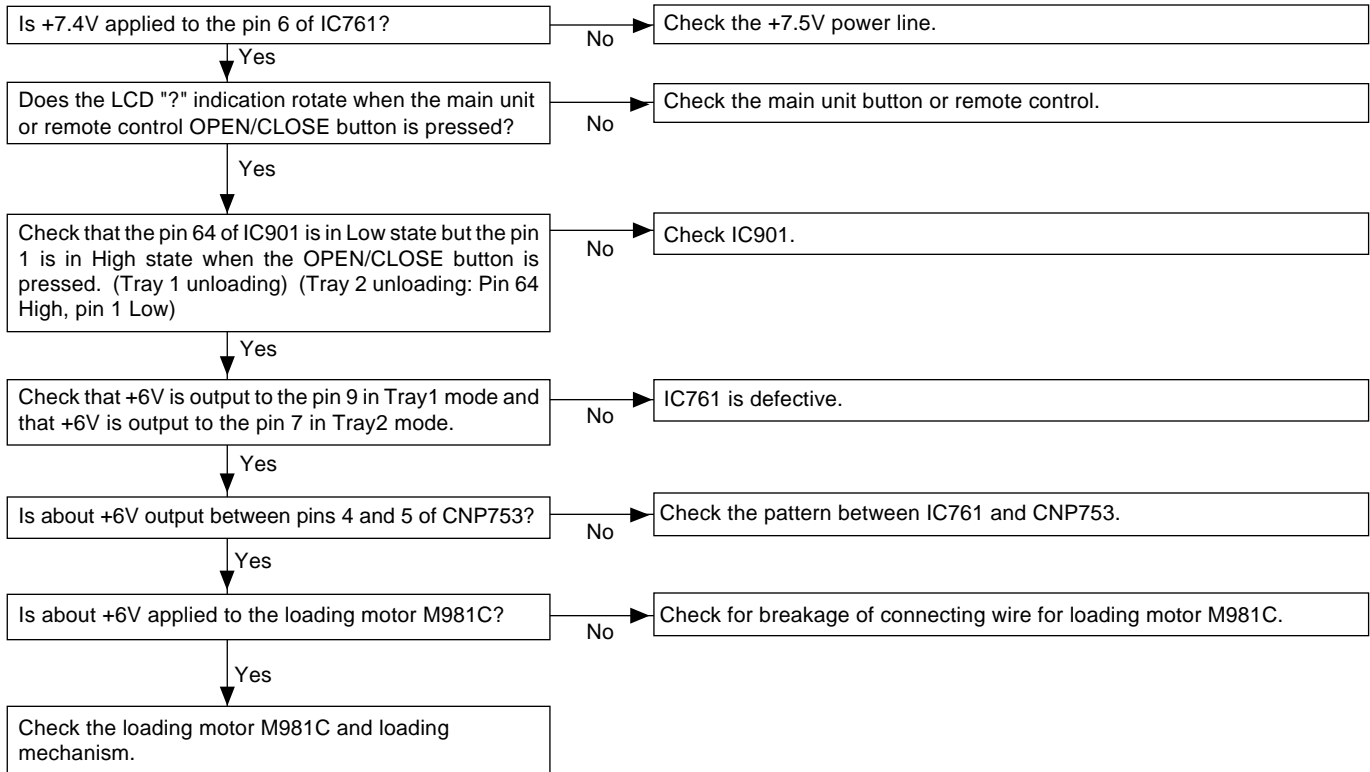 Is +7.4V applied to the pin 6 of IC761?
No
Check the +7.5V power line.
Yes
Does the LCD "?" indication rotate when the main unit
or remote control OPEN/CLOSE button is pressed?
No
Check the main unit button or remote control.
Yes
Check that the pin 64 of IC901 is in Low state but the pin
1 is in High state when the OPEN/CLOSE button is
pressed. (Tray 1 unloading) (Tray 2 unloading: Pin 64
High, pin 1 Low)
No
Check IC901.
Yes
Check that +6V is output to the pin 9 in Tray1 mode and
that +6V is output to the pin 7 in Tray2 mode.
No
IC761 is defective.
Yes
Is about +6V output between pins 4 and 5 of CNP753?
No
Check the pattern between IC761 and CNP753.
Yes
Is about +6V applied to the loading motor M981C?
No
Check for breakage of connecting wire for loading motor M981C.
Yes
Check the loading motor M981C and loading
mechanism.